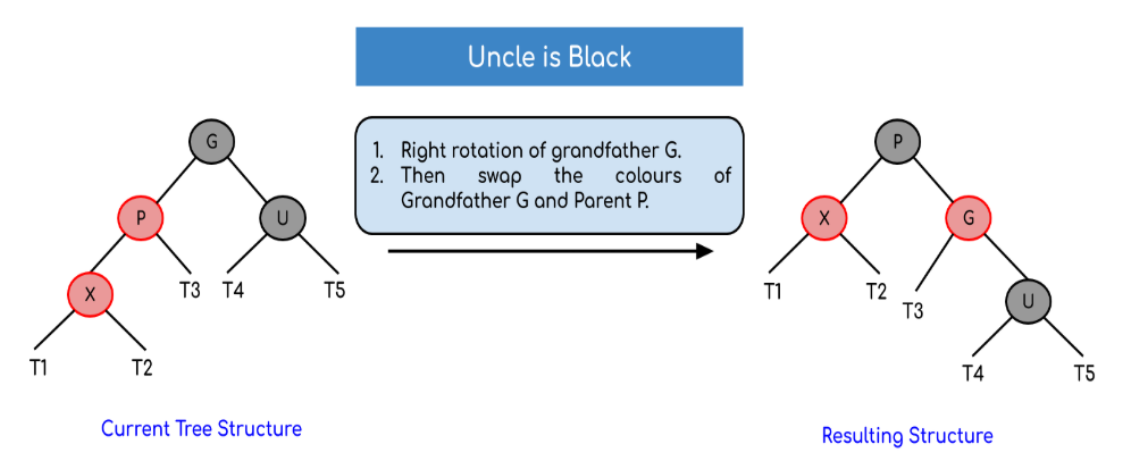 Uncle is Black
1. Right rotation of grandfather G.
2. Then swap the colours of
Grandfather G and Parent P.
G
P
U
X
T3
T4
T5
T1
T2
Current Tree Structure
P
X
G
T1
T2
T3
U
T4
T5
Resulting Structure